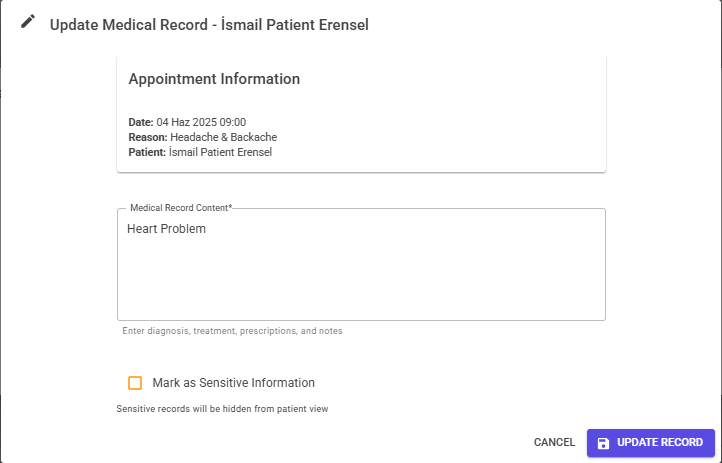 Update Medical Record - İsmail Patient Erensel
Appointment Information
Date: 04 Haz 2025 09:00
Reason: Headache & Backache
Patient: İsmail Patient Erensel
Medical Record Content*
Heart Problem
Enter diagnosis, treatment, prescriptions, and notes
Mark as Sensitive Information
Sensitive records will be hidden from patient view
CANCEL UPDATE RECORD